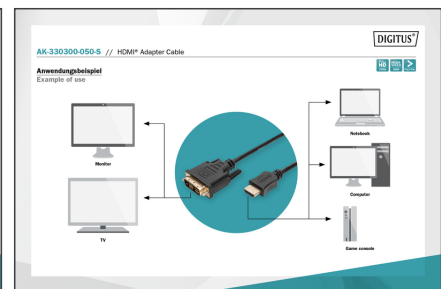 DIGITUS®
AK-330300-050-S // HDMI® Adapter Cable
Anwendungsbeispiel
Example of use
Monitor
TV
Notebook
Computer
Game console